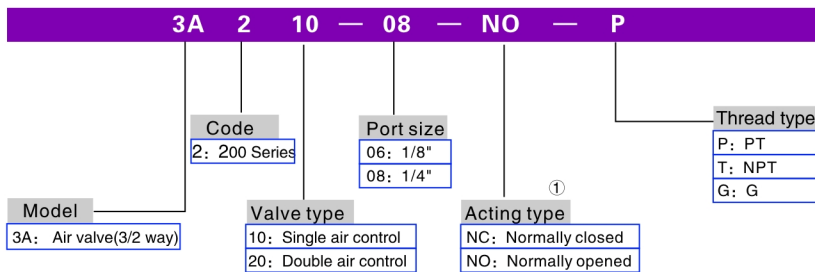 3A 2 10 — 08 — NO — P
Code
2: 200 Series
Port size
06: 1/8"
08: 1/4"
Thread type
P: PT
T: NPT
G: G
Model
3A: Air valve(3/2 way)
Valve type
10: Single air control
20: Double air control
①
Acting type
NC: Normally closed
NO: Normally opened